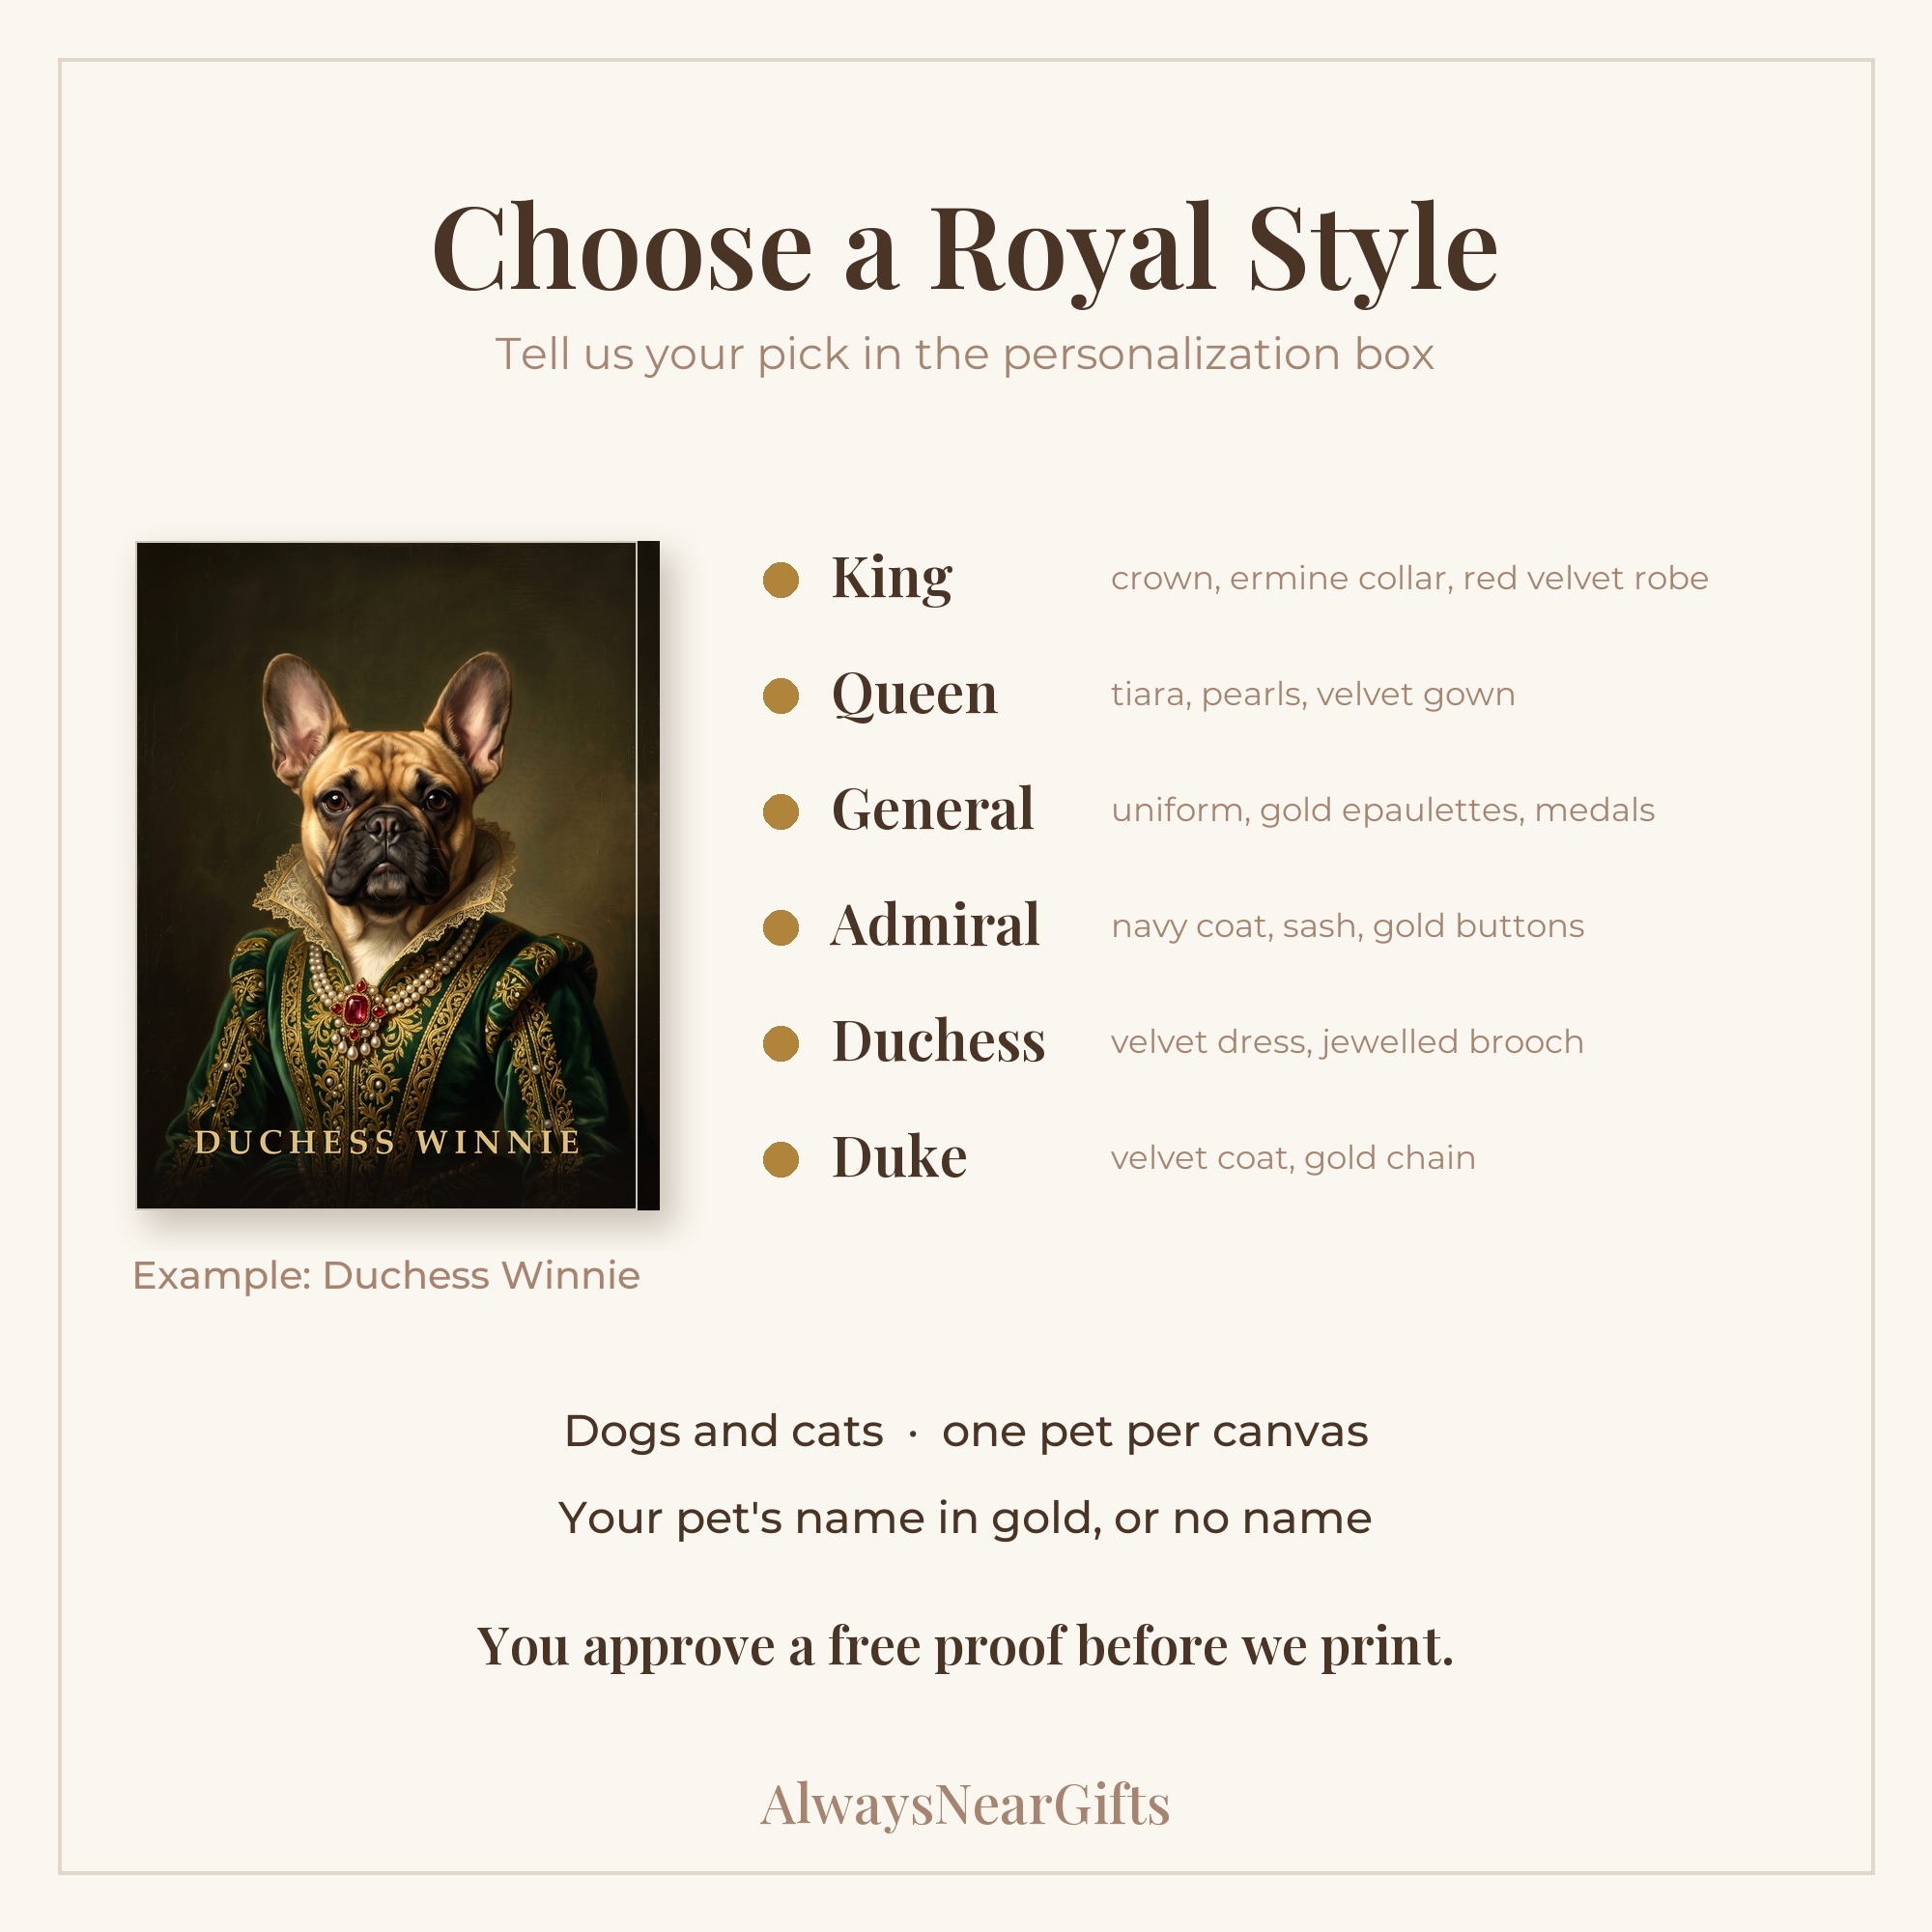 Choose a Royal Style
Tell us your pick in the personalization box
King crown, ermine collar, red velvet robe
Queen tiara, pearls, velvet gown
General uniform, gold epaulettes, medals
Admiral navy coat, sash, gold buttons
Duchess velvet dress, jewelled brooch
Duke velvet coat, gold chain
DUCHESS WINNIE
Example: Duchess Winnie
Dogs and cats · one pet per canvas
Your pet's name in gold, or no name
You approve a free proof before we print.
AlwaysNearGifts